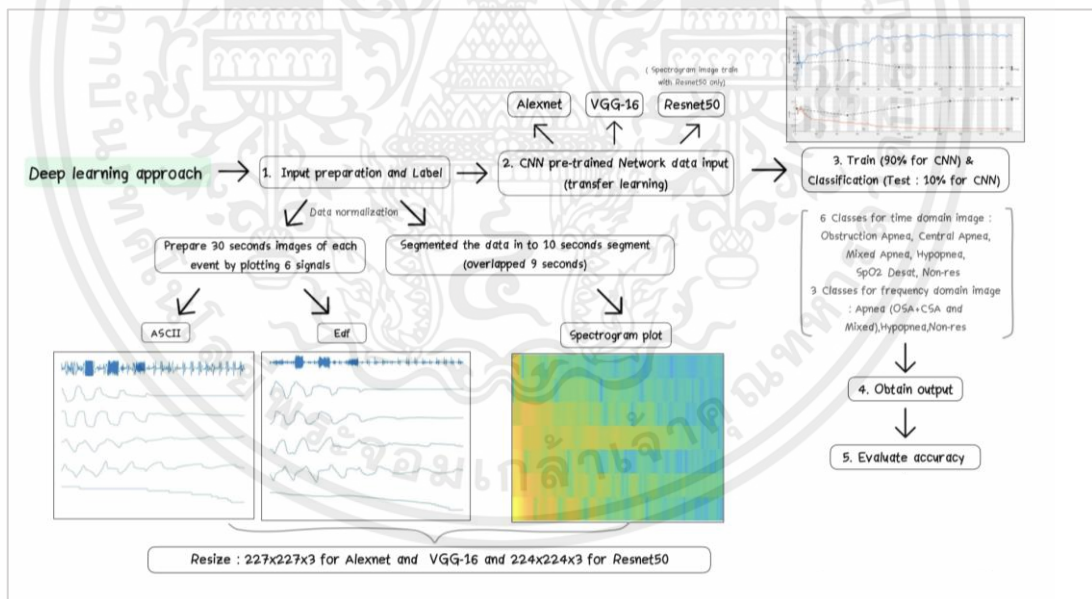 ( Spectrogram image train
with Resnet50 only)
Alexnet
VGG-16
Resnet50
Deep learning approach
1. Input preparation and Label
2. CNN pre-trained Network data input
(transfer learning)
3. Train (90% for CNN) &
Classification (Test : 10% for CNN)
Data normalization
Prepare 30 seconds images of each
event by plotting 6 signals
Segmented the data in to 10 seconds segment
(overlapped 9 seconds)
6 Classes for time domain image :
Obstruction Apnea, Central Apnea,
Mixed Apnea, Hypopnea,
SpO2 Desat, Non-res
3 Classes for frequency domain image
: Apnea (OSA+CSA and
Mixed),Hypopnea,Non-res
ASCII
Edf
Spectrogram plot
4. Obtain output
5. Evaluate accuracy
Resize : 227x227x3 for Alexnet and VGG-16 and 224x224x3 for Resnet50